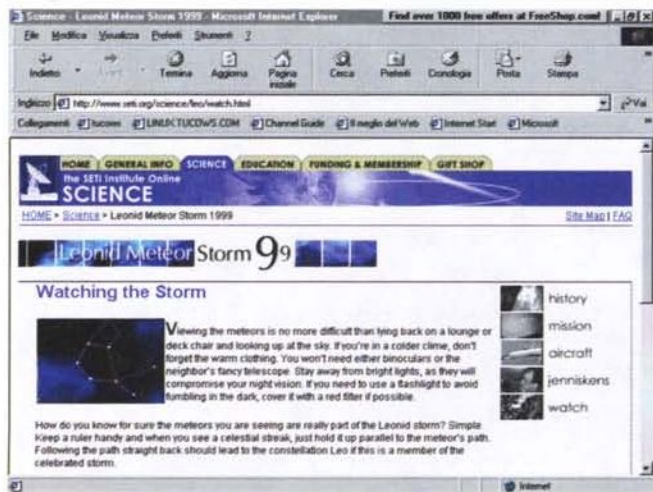 Science - Leonid Meteor Storm 1999 - Microsoft Internet Explorer
Find over 1000 free offers at FreeShop.com!
File Modifica Visualizza Preferiti Strumenti ?
Indietro Avanti Termina Aggiorna Pagina iniziale Cerca Preferiti Cronologia Posta Stampa
Indirizzo http://www.seti.org/science/leo/watch.html Vai
Collegamenti tucows LINUX.TUCOWS.COM Channel Guide Il meglio del Web Internet Start Microsoft
HOME GENERAL INFO SCIENCE EDUCATION FUNDING & MEMBERSHIP GIFT SHOP
the SETI Institute Online
SCIENCE
HOME Science Leonid Meteor Storm 1999
Site Map | FAQ
Leonid Meteor Storm 99
Watching the Storm
Viewing the meteors is no more difficult than lying back on a lounge or
deck chair and looking up at the sky. If you're in a colder clime, don't
forget the warm clothing. You won't need either binoculars or the
neighbor's fancy telescope. Stay away from bright lights, as they will
compromise your night vision. If you need to use a flashlight to avoid
fumbling in the dark, cover it with a red filter if possible.
How do you know for sure the meteors you are seeing are really part of the Leonid storm? Simple.
Keep a ruler handy and when you see a celestial streak, just hold it up parallel to the meteor's path.
Following the path straight back should lead to the constellation Leo if this is a member of the
celebrated storm.
history
mission
aircraft
jenniskens
watch
Internet